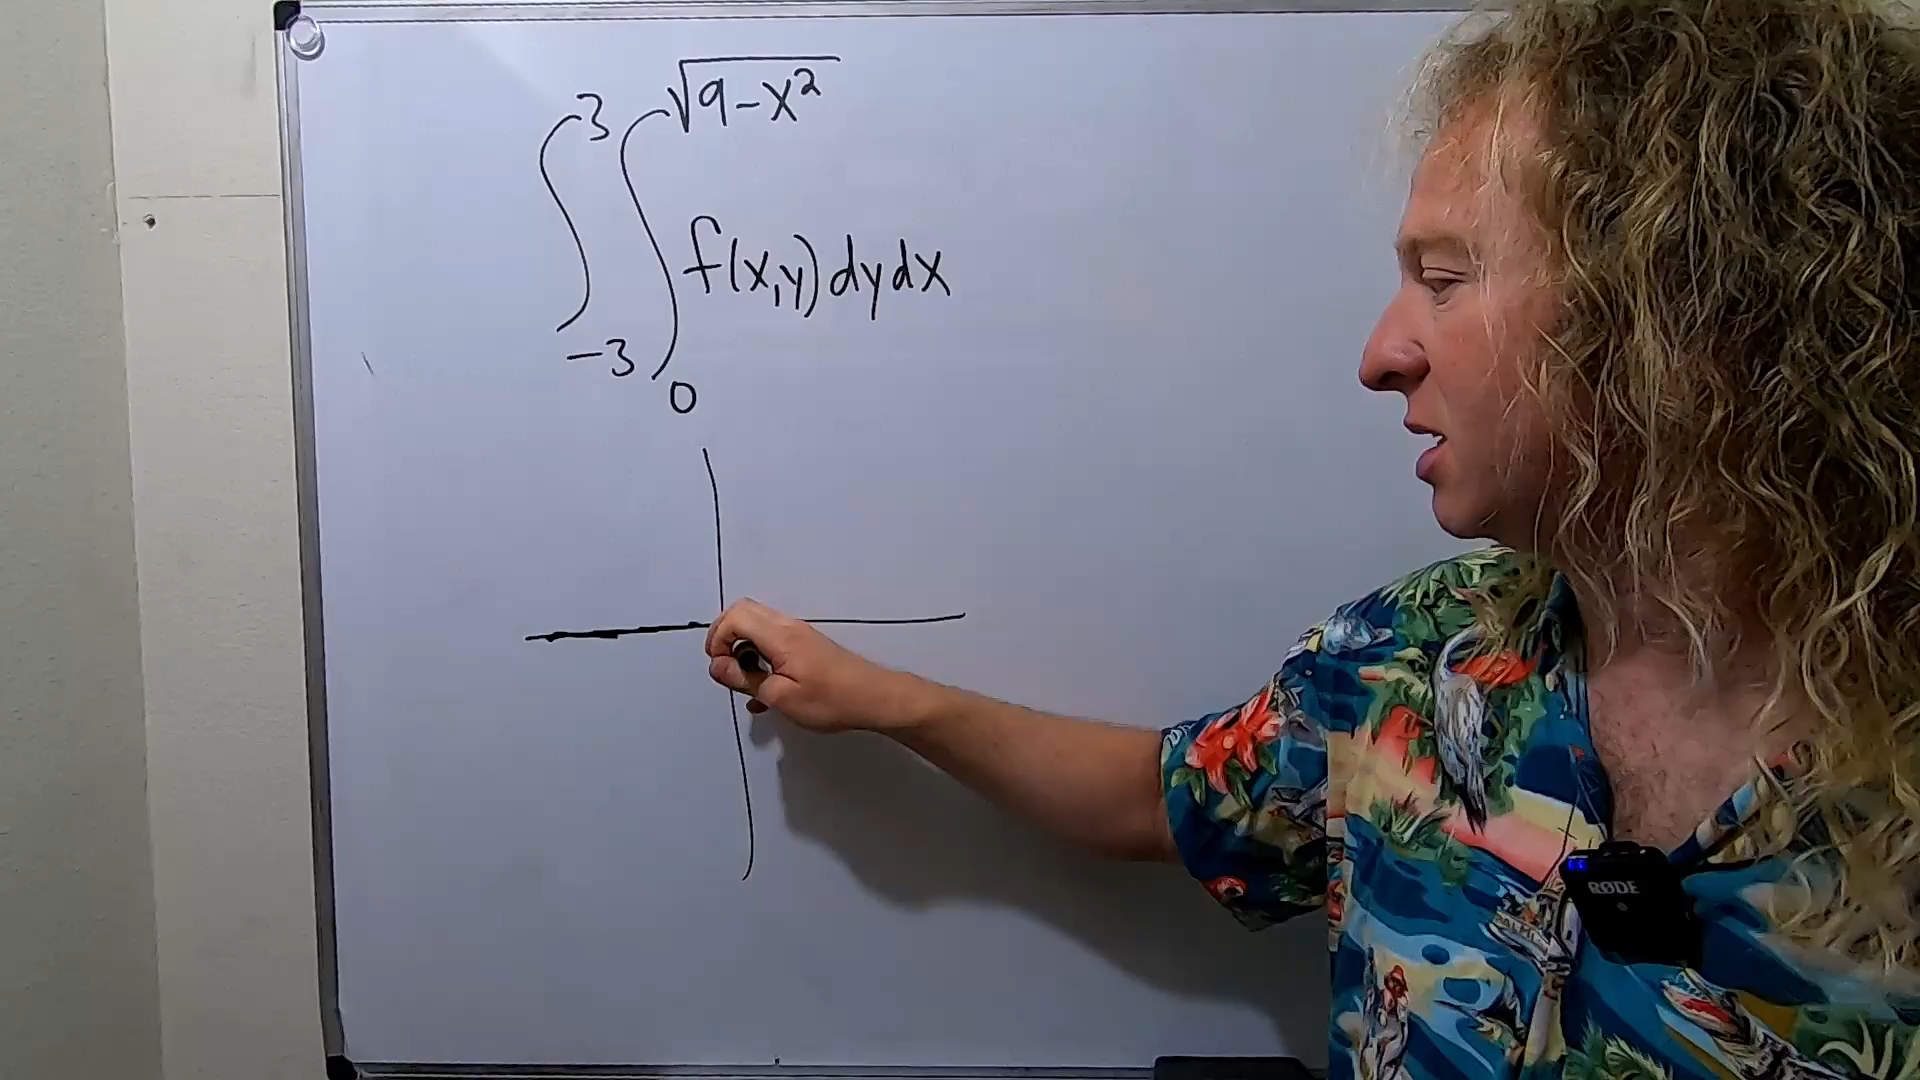 ∫ 3 ∫ √9-x²
f(x,y) dy dx
-3
0
RØDE